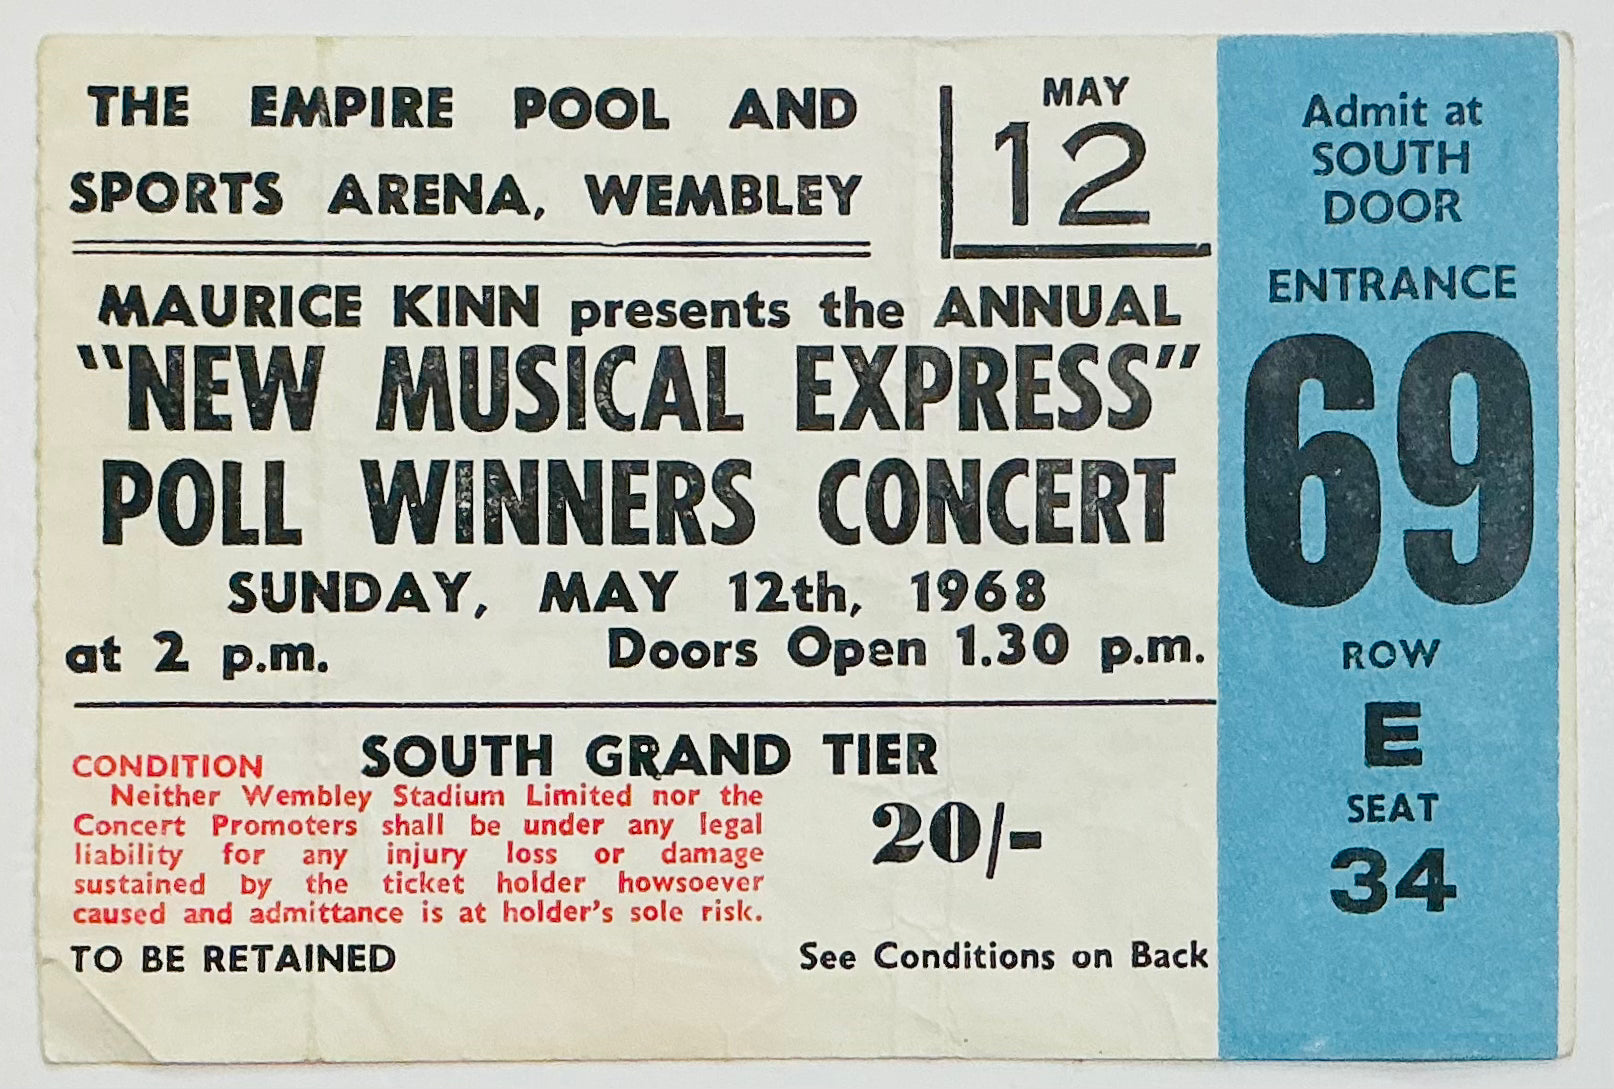 THE EMPIRE POOL AND
SPORTS ARENA, WEMBLEY
MAY
12
MAURICE KINN presents the ANNUAL
"NEW MUSICAL EXPRESS"
POLL WINNERS CONCERT
SUNDAY, MAY 12th, 1968
at 2 p.m. Doors Open 1.30 p.m.
SOUTH GRAND TIER
CONDITION
Neither Wembley Stadium Limited nor the
Concert Promoters shall be under any legal
liability for any injury loss or damage
sustained by the ticket holder howsoever
caused and admittance is at holder's sole risk.
20/-
TO BE RETAINED
See Conditions on Back
Admit at
SOUTH
DOOR
ENTRANCE
69
ROW
E
SEAT
34